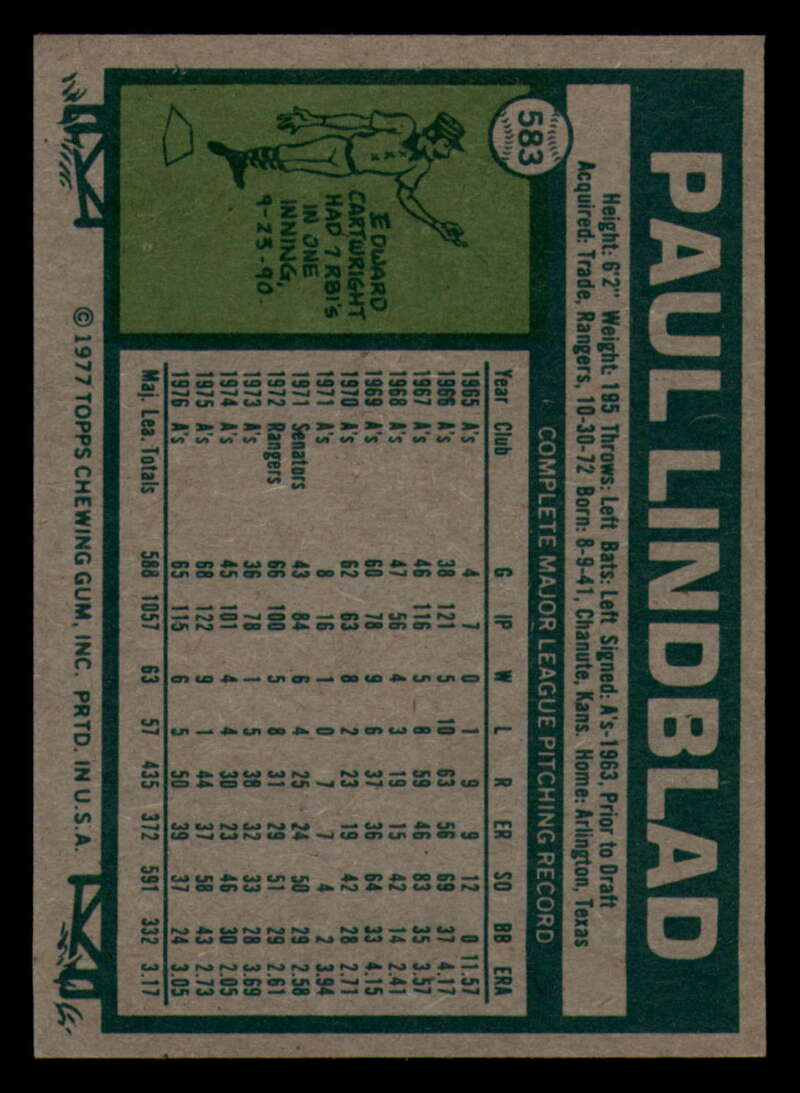 583
PAUL LINDBLAD
Height: 6'2" Weight: 195 Throws: Left Bats: Left Signed: A's-1963, Prior to Draft
Acquired: Trade, Rangers, 10-30-72 Born: 8-9-41, Chanute, Kans. Home: Arlington, Texas
EDWARD
CARTWRIGHT
HAD 7 RBI's
IN ONE
INNING,
9-23-90.
COMPLETE MAJOR LEAGUE PITCHING RECORD
Year Club G IP W L R ER SO BB ERA
1965 A's 4 7 0 1 9 9 12 0 11.57
1966 A's 38 121 5 10 63 56 69 37 4.17
1967 A's 46 116 5 8 59 46 83 35 3.57
1968 A's 47 56 4 3 19 15 42 14 2.41
1969 A's 60 78 9 6 37 36 64 33 4.15
1970 A's 62 63 8 2 23 19 42 28 2.71
1971 A's 8 16 1 0 7 7 4 2 3.94
1971 Senators 43 84 6 4 25 24 50 29 2.58
1972 Rangers 66 100 5 8 31 29 51 29 2.61
1973 A's 36 78 1 5 38 32 33 28 3.69
1974 A's 45 101 4 4 30 23 46 30 2.05
1975 A's 68 122 9 1 44 37 58 43 2.73
1976 A's 65 115 6 5 50 39 37 24 3.05
Maj. Lea. Totals 588 1057 63 57 435 372 591 332 3.17
© 1977 TOPPS CHEWING GUM, INC. PRTD. IN U.S.A.